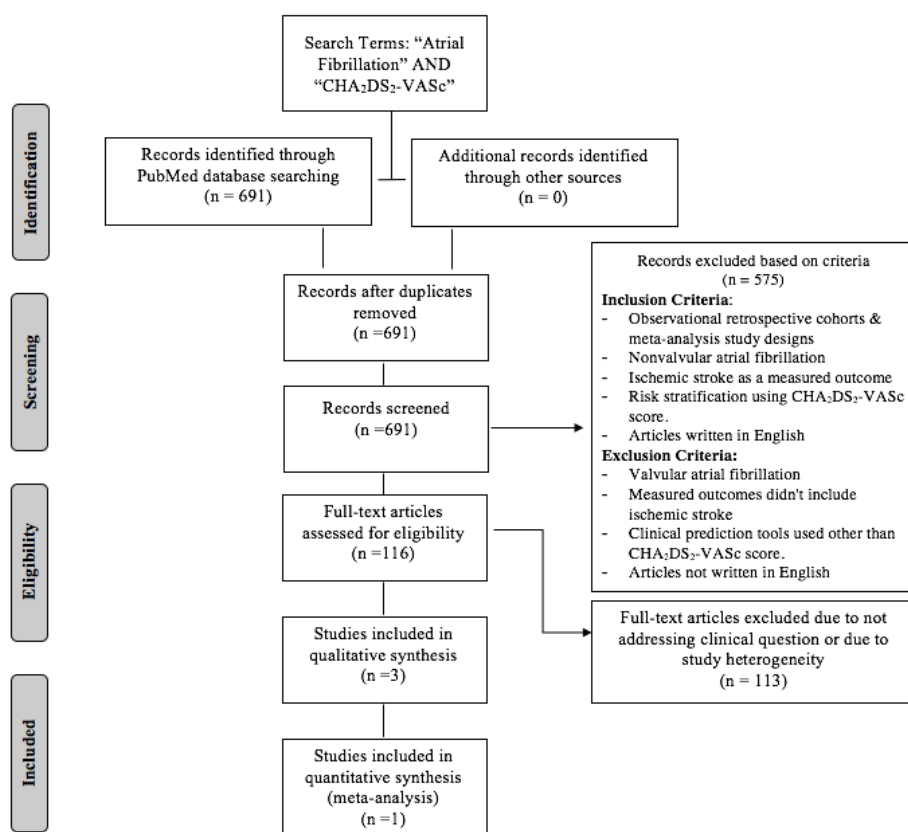 Search Terms: “Atrial
Fibrillation” AND
“CHA₂DS₂-VASc”
Identification
Records identified through
PubMed database searching
(n = 691)
Additional records identified
through other sources
(n = 0)
Screening
Records after duplicates
removed
(n =691)
Records screened
(n =691)
Records excluded based on criteria
(n = 575)
Inclusion Criteria:
- Observational retrospective cohorts &
meta-analysis study designs
- Nonvalvular atrial fibrillation
- Ischemic stroke as a measured outcome
- Risk stratification using CHA₂DS₂-VASc
score.
- Articles written in English
Exclusion Criteria:
- Valvular atrial fibrillation
- Measured outcomes didn't include
ischemic stroke
- Clinical prediction tools used other than
CHA₂DS₂-VASc score.
- Articles not written in English
Eligibility
Full-text articles
assessed for eligibility
(n =116)
Full-text articles excluded due to not
addressing clinical question or due to
study heterogeneity
(n = 113)
Studies included in
qualitative synthesis
(n =3)
Included
Studies included in
quantitative synthesis
(meta-analysis)
(n =1)